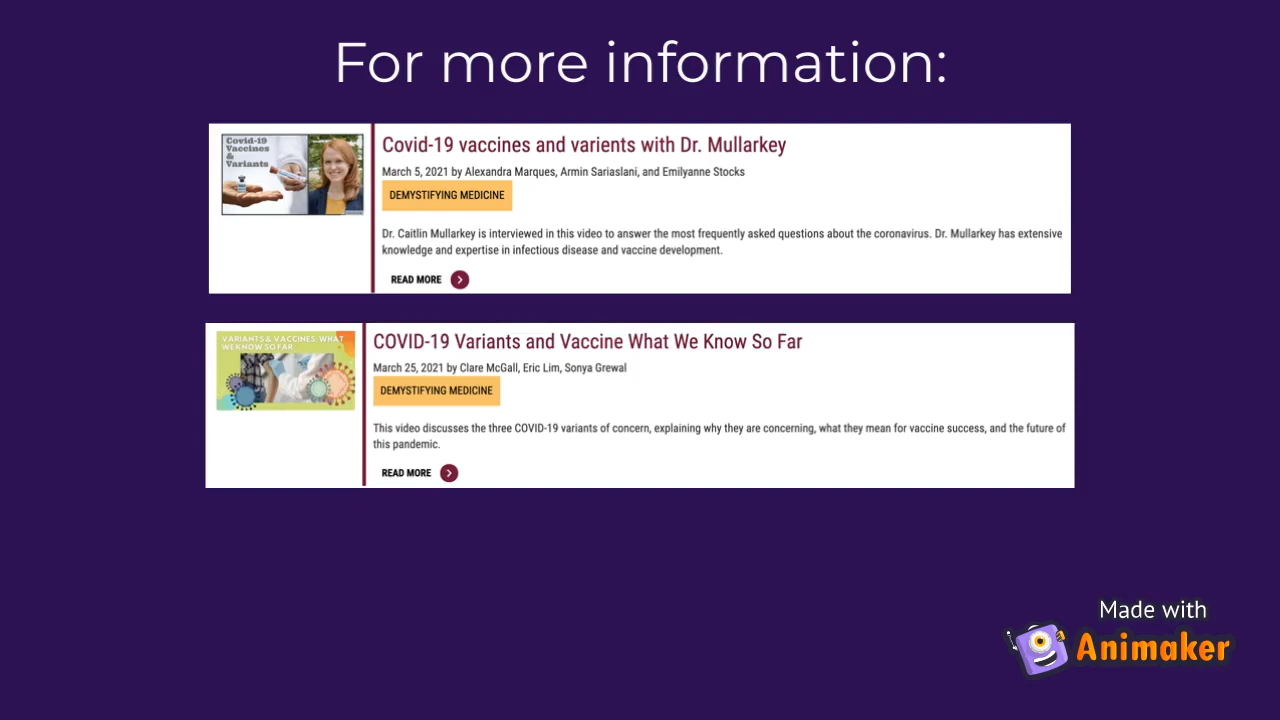 For more information:
Covid-19
Vaccines
&
Variants
Covid-19 vaccines and varients with Dr. Mullarkey
March 5, 2021 by Alexandra Marques, Armin Sariaslani, and Emilyanne Stocks
DEMYSTIFYING MEDICINE
Dr. Caitlin Mullarkey is interviewed in this video to answer the most frequently asked questions about the coronavirus. Dr. Mullarkey has extensive
knowledge and expertise in infectious disease and vaccine development.
READ MORE
VARIANTS & VACCINES: WHAT
WE KNOW SO FAR
COVID-19 Variants and Vaccine What We Know So Far
March 25, 2021 by Clare McGall, Eric Lim, Sonya Grewal
DEMYSTIFYING MEDICINE
This video discusses the three COVID-19 variants of concern, explaining why they are concerning, what they mean for vaccine success, and the future of
this pandemic.
READ MORE
Made with
Animaker